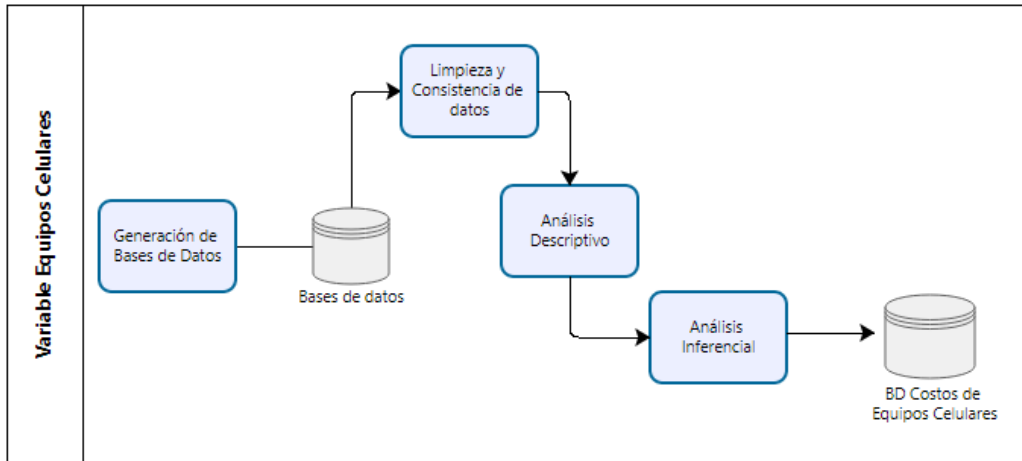 Variable Equipos Celulares
Generación de
Bases de Datos
Bases de datos
Limpieza y
Consistencia de
datos
Análisis
Descriptivo
Análisis
Inferencial
BD Costos de
Equipos Celulares